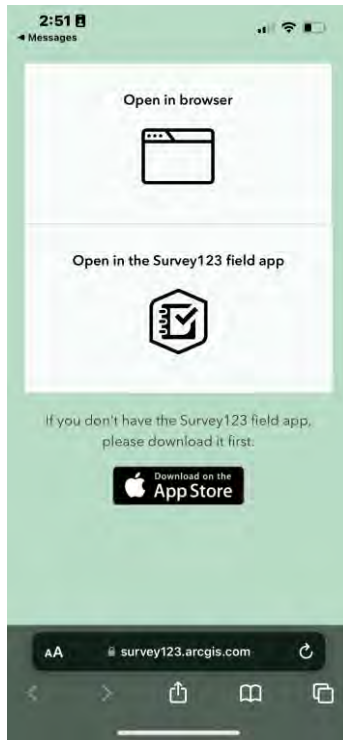 2:51
◄ Messages
Open in browser
Open in the Survey123 field app
If you don't have the Survey123 field app,
please download it first.
Download on the
App Store
AA survey123.arcgis.com